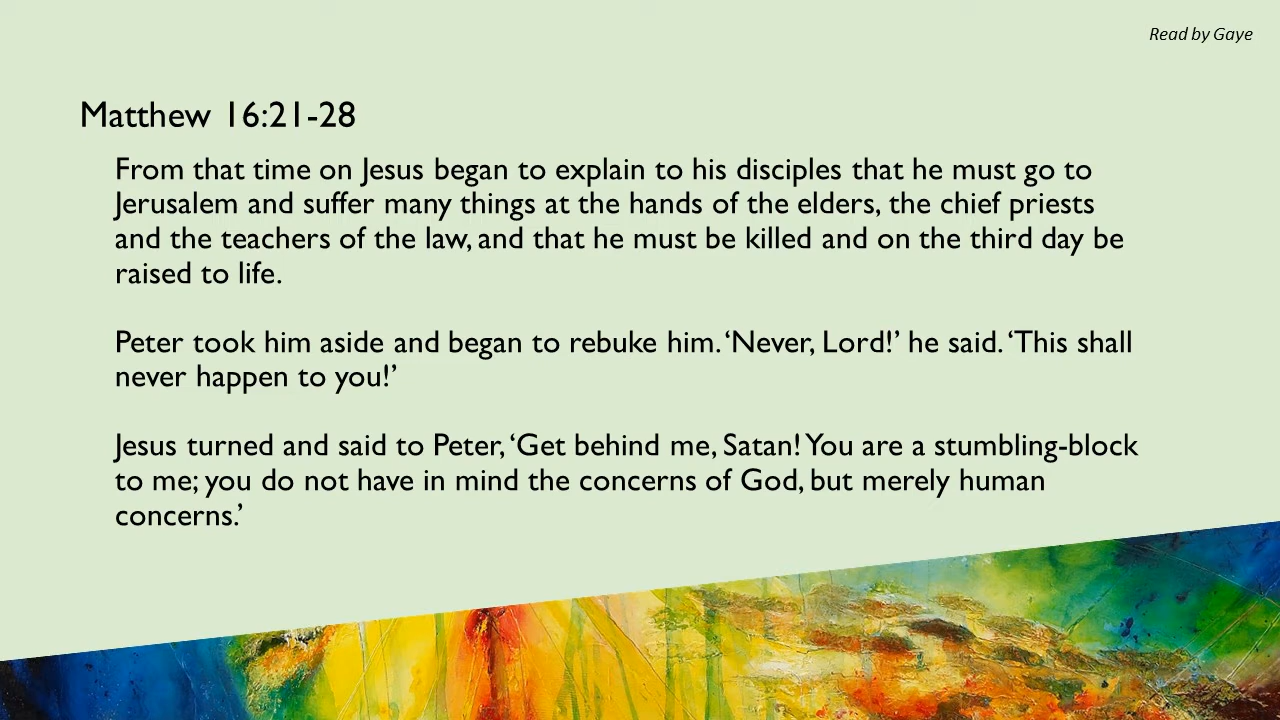 Read by Gaye
Matthew 16:21-28
From that time on Jesus began to explain to his disciples that he must go to
Jerusalem and suffer many things at the hands of the elders, the chief priests
and the teachers of the law, and that he must be killed and on the third day be
raised to life.
Peter took him aside and began to rebuke him. ‘Never, Lord!’ he said. ‘This shall
never happen to you!’
Jesus turned and said to Peter, ‘Get behind me, Satan! You are a stumbling-block
to me; you do not have in mind the concerns of God, but merely human
concerns.’